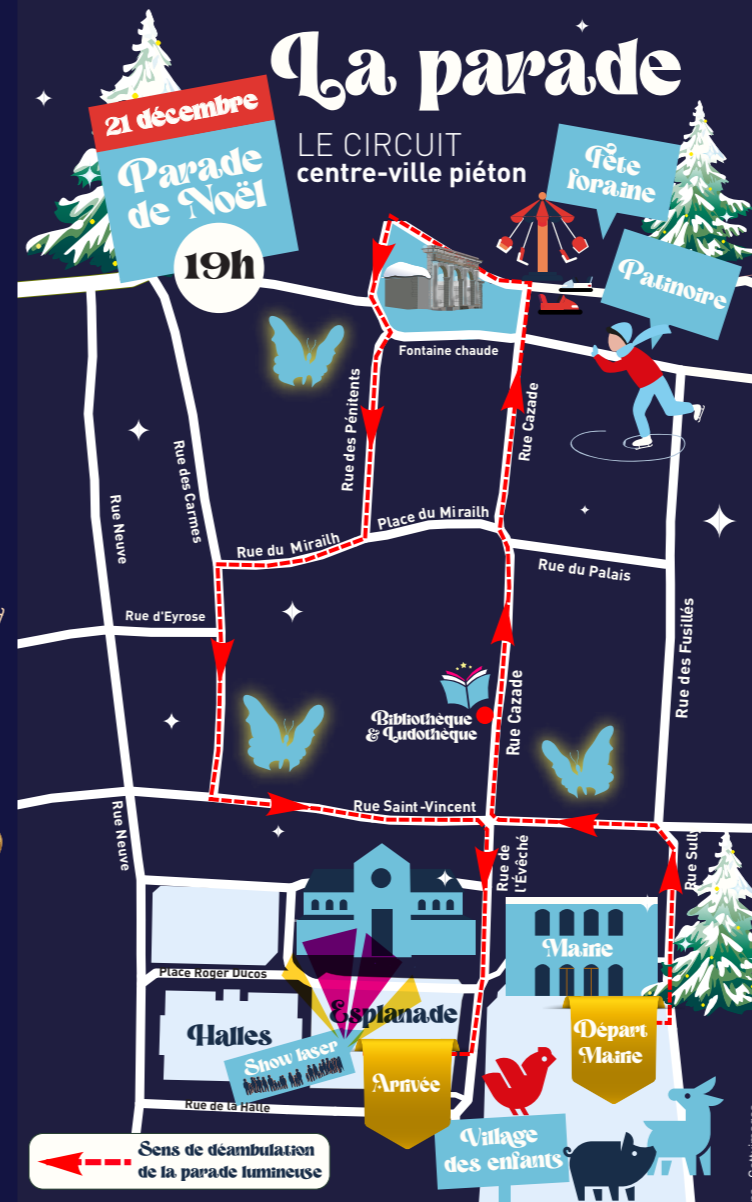 La parade
21 décembre
Parade
de Noël
19h
LE CIRCUIT
centre-ville piéton
Fête
foraine
Patinoire
Fontaine chaude
Rue des Pénitents
Rue Cazade
Rue des Carmes
Rue Neuve
Place du Mirailh
Rue du Mirailh
Rue du Palais
Rue d'Eyrose
Rue des Fusillés
Bibliothèque
& Ludothèque
Rue Cazade
Rue Saint-Vincent
Rue Neuve
Rue de
l'Évêché
Rue Sully
Mairie
Place Roger Ducos
Halles
Esplanade
Show laser
Départ
Mairie
Arrivée
Rue de la Halle
Village
des enfants
Sens de déambulation
de la parade lumineuse